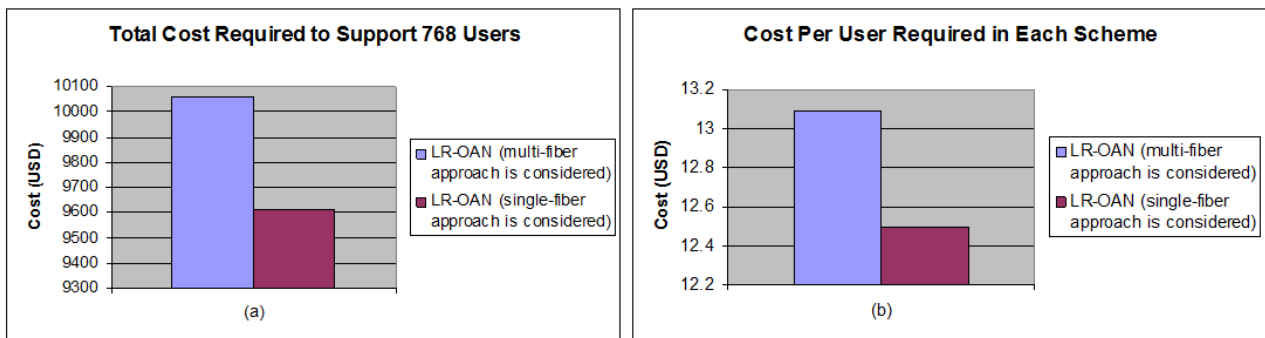 Total Cost Required to Support 768 Users
Cost (USD)
10100
10000
9900
9800
9700
9600
9500
9400
9300
LR-OAN (multi-fiber
approach is considered)
LR-OAN (single-fiber
approach is considered)
(a)
Cost Per User Required in Each Scheme
Cost (USD)
13.2
13
12.8
12.6
12.4
12.2
LR-OAN (multi-fiber
approach is considered)
LR-OAN (single-fiber
approach is considered)
(b)